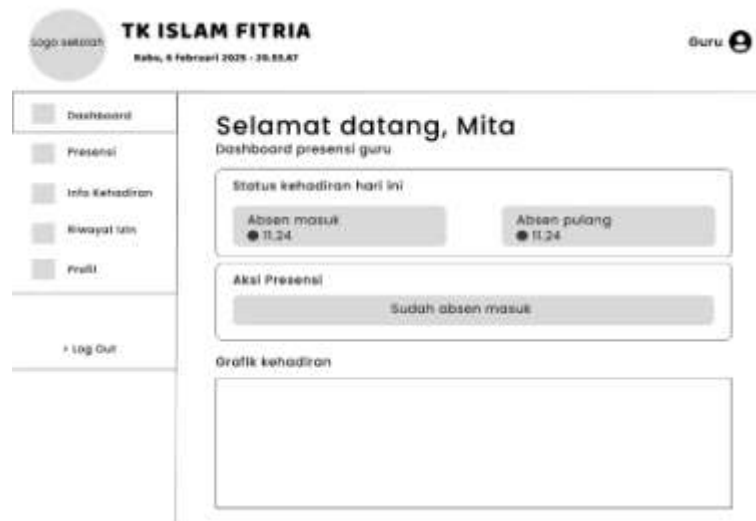 Logo sekolah
TK ISLAM FITRIA
Rabu, 6 Februari 2025 - 20.53.47
Guru
Dashboard
Presensi
Info Kehadiran
Riwayat Izin
Profil
> Log Out
Selamat datang, Mita
Dashboard presensi guru
Status kehadiran hari ini
Absen masuk
11.24
Absen pulang
11.24
Aksi Presensi
Sudah absen masuk
Grafik kehadiran